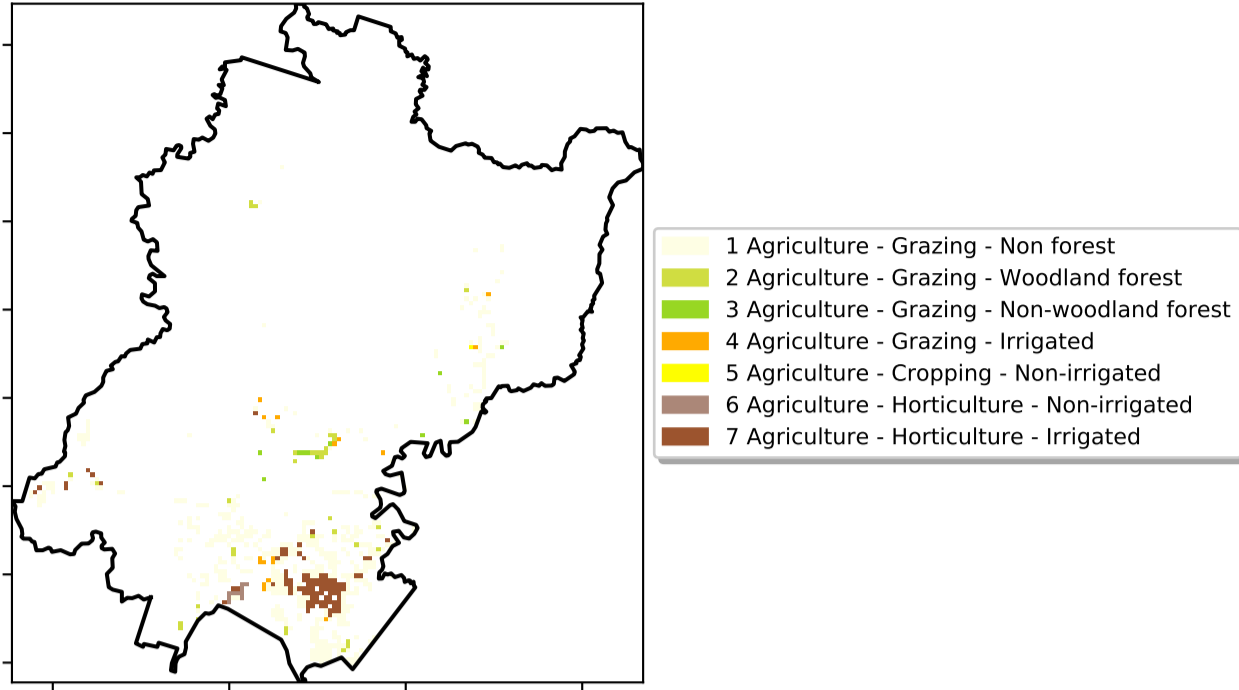 1 Agriculture - Grazing - Non forest
2 Agriculture - Grazing - Woodland forest
3 Agriculture - Grazing - Non-woodland forest
4 Agriculture - Grazing - Irrigated
5 Agriculture - Cropping - Non-irrigated
6 Agriculture - Horticulture - Non-irrigated
7 Agriculture - Horticulture - Irrigated